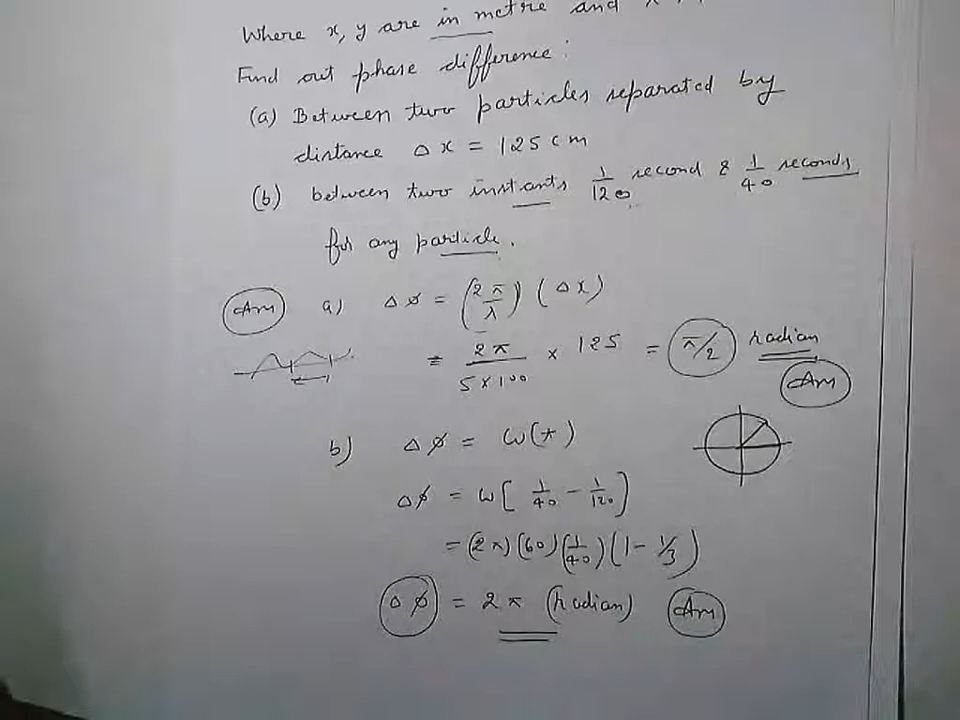 Where x, y are in metre and
Find out phase difference:
(a) Between two particles separated by
distance Δx = 125 cm
(b) between two instants 1/120 second & 1/40 seconds
for any particle.
Ans a) Δφ = (2π/λ) (Δx)
= 2π/(5×100) × 125 = π/2 radian
Ans
b) Δφ = ω(t)
Δφ = ω[1/40 - 1/120]
= (2π)(60)(1/40)(1 - 1/3)
Δφ = 2π (radian) Ans